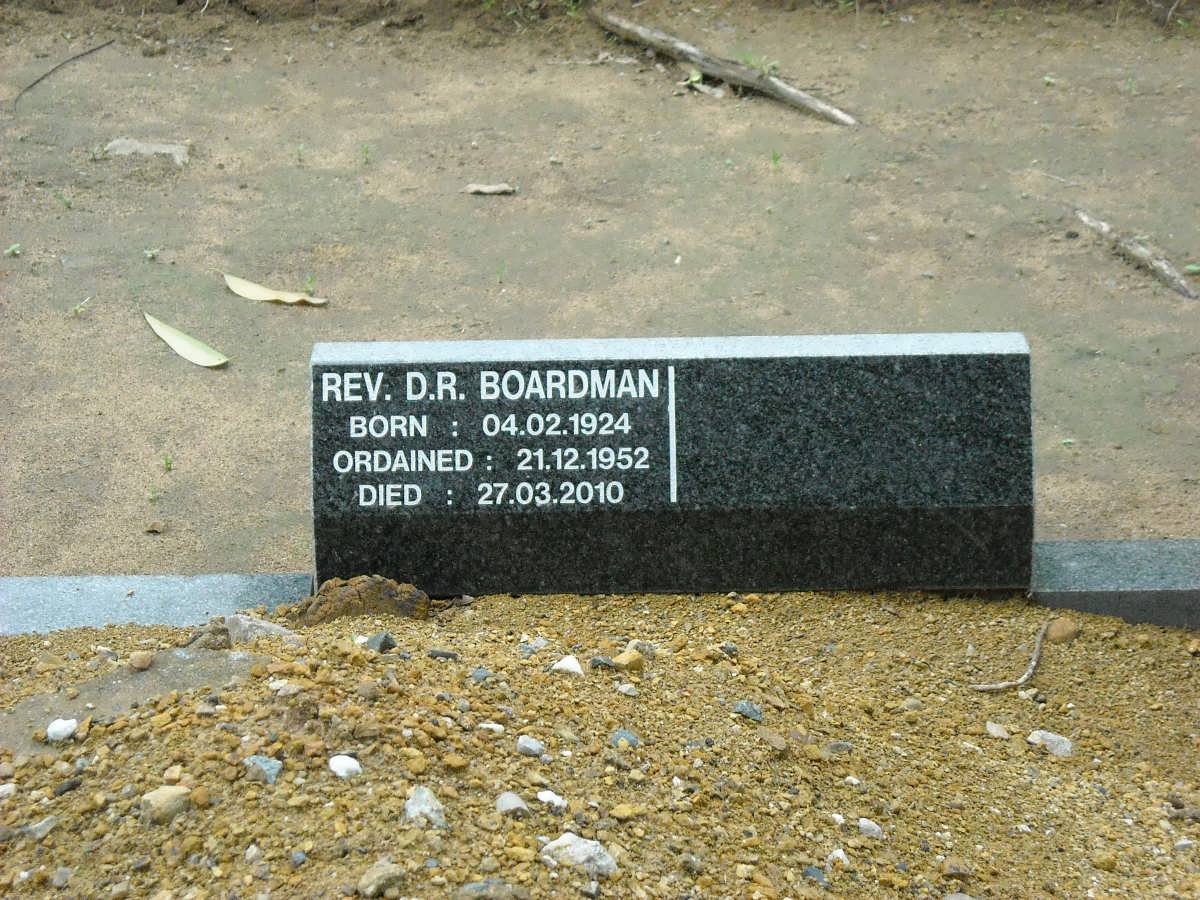 REV. D.R. BOARDMAN
BORN : 04.02.1924
ORDAINED : 21.12.1952
DIED : 27.03.2010